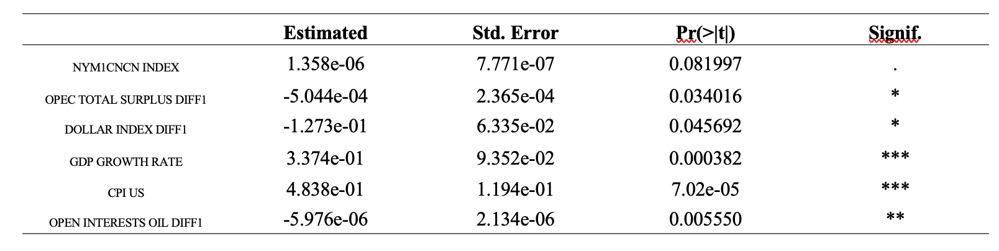 Estimated Std. Error Pr(>|t|) Signif.
NYM1CNCN INDEX 1.358e-06 7.771e-07 0.081997 .
OPEC TOTAL SURPLUS DIFF1 -5.044e-04 2.365e-04 0.034016 *
DOLLAR INDEX DIFF1 -1.273e-01 6.335e-02 0.045692 *
GDP GROWTH RATE 3.374e-01 9.352e-02 0.000382 ***
CPI US 4.838e-01 1.194e-01 7.02e-05 ***
OPEN INTERESTS OIL DIFF1 -5.976e-06 2.134e-06 0.005550 **